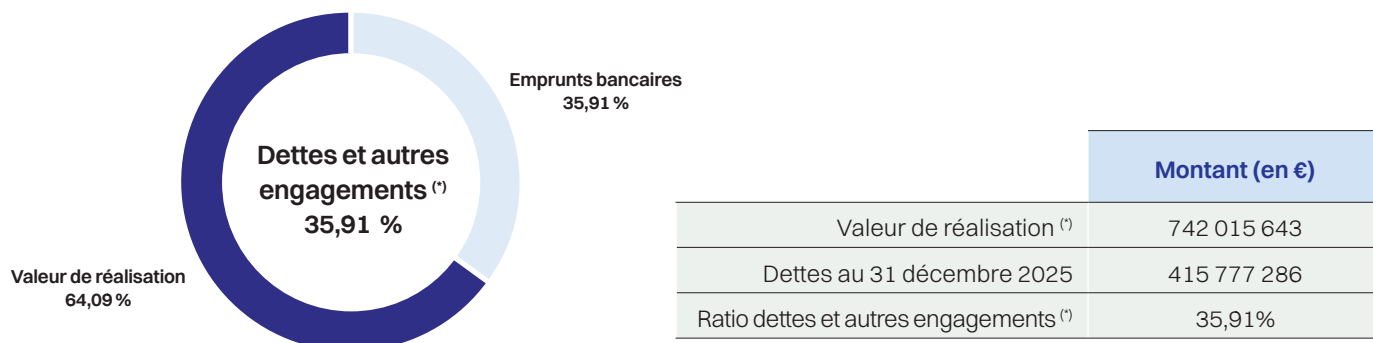 Emprunts bancaires
35,91 %
Dettes et autres
engagements (*)
35,91 %
Valeur de réalisation
64,09 %
Montant (en €)
Valeur de réalisation (*) 742 015 643
Dettes au 31 décembre 2025 415 777 286
Ratio dettes et autres engagements (*) 35,91%